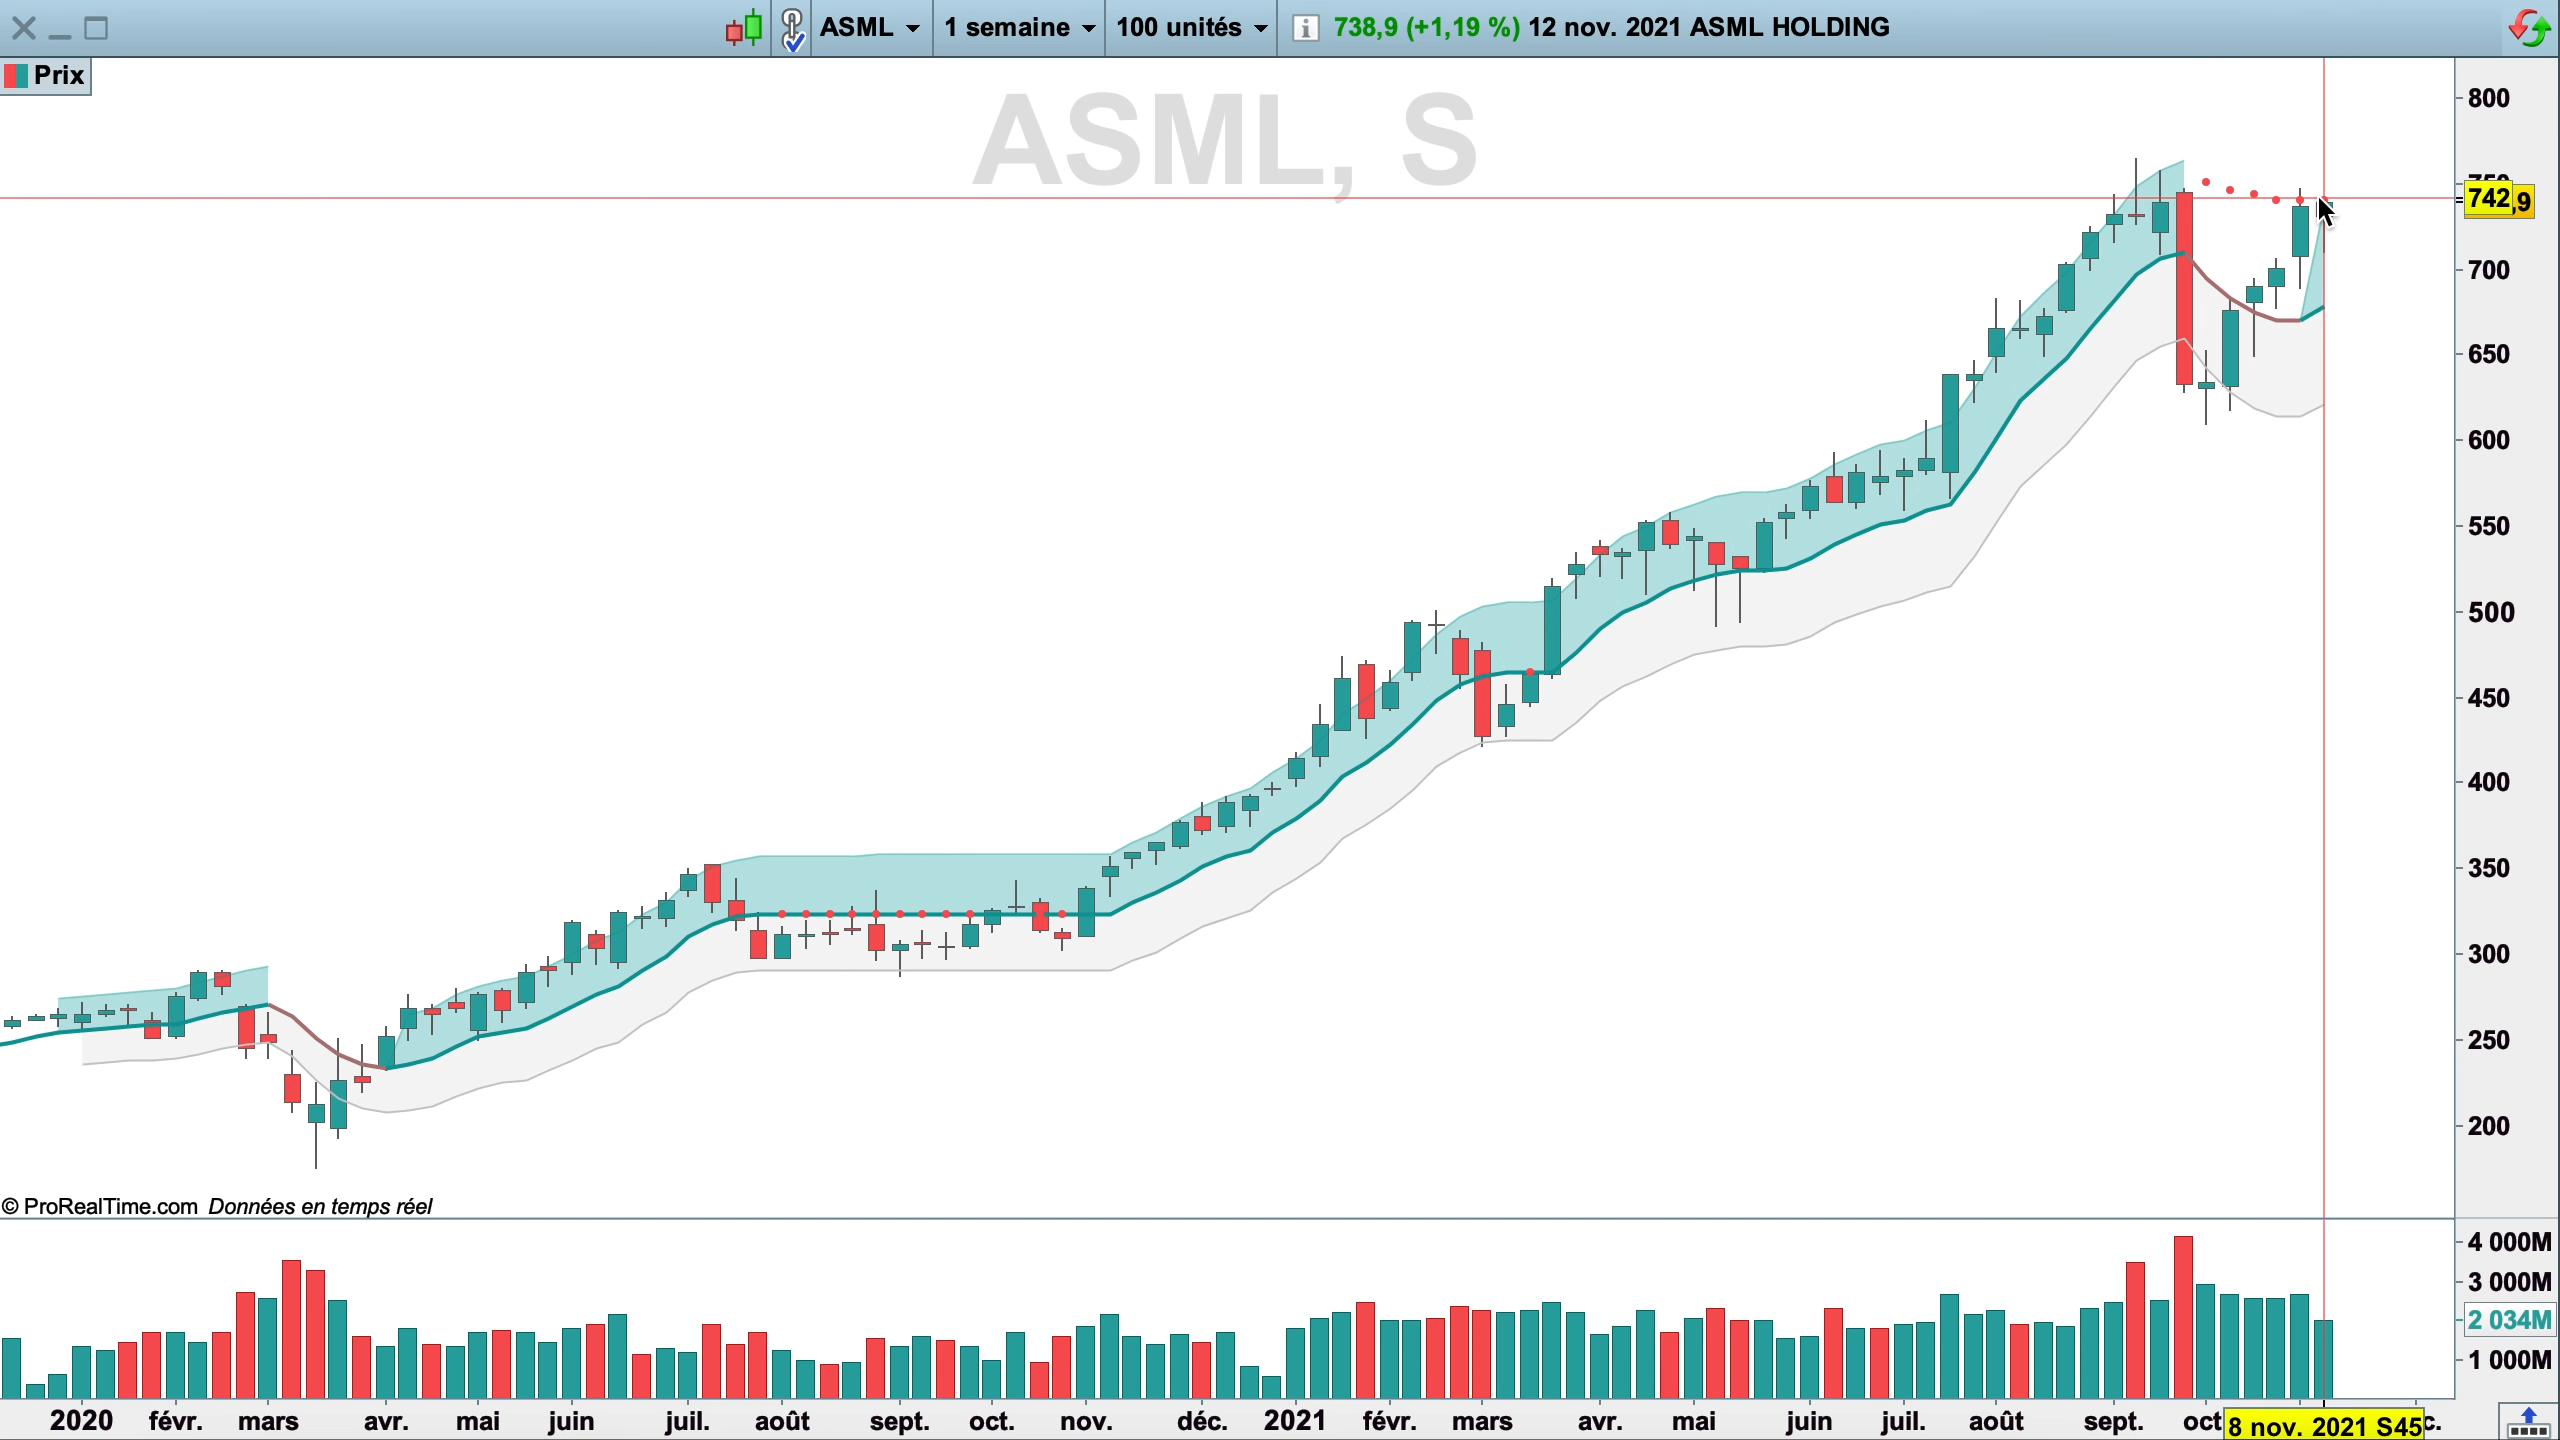 ASML 1 semaine 100 unités 738,9 (+1,19 %) 12 nov. 2021 ASML HOLDING
Prix
ASML, S
800
742,9
700
650
600
550
500
450
400
350
300
250
200
© ProRealTime.com Données en temps réel
4 000M
3 000M
2 034M
1 000M
2020 févr. mars avr. mai juin juil. août sept. oct. nov. déc. 2021 févr. mars avr. mai juin juil. août sept. oct 8 nov. 2021 S45 c.